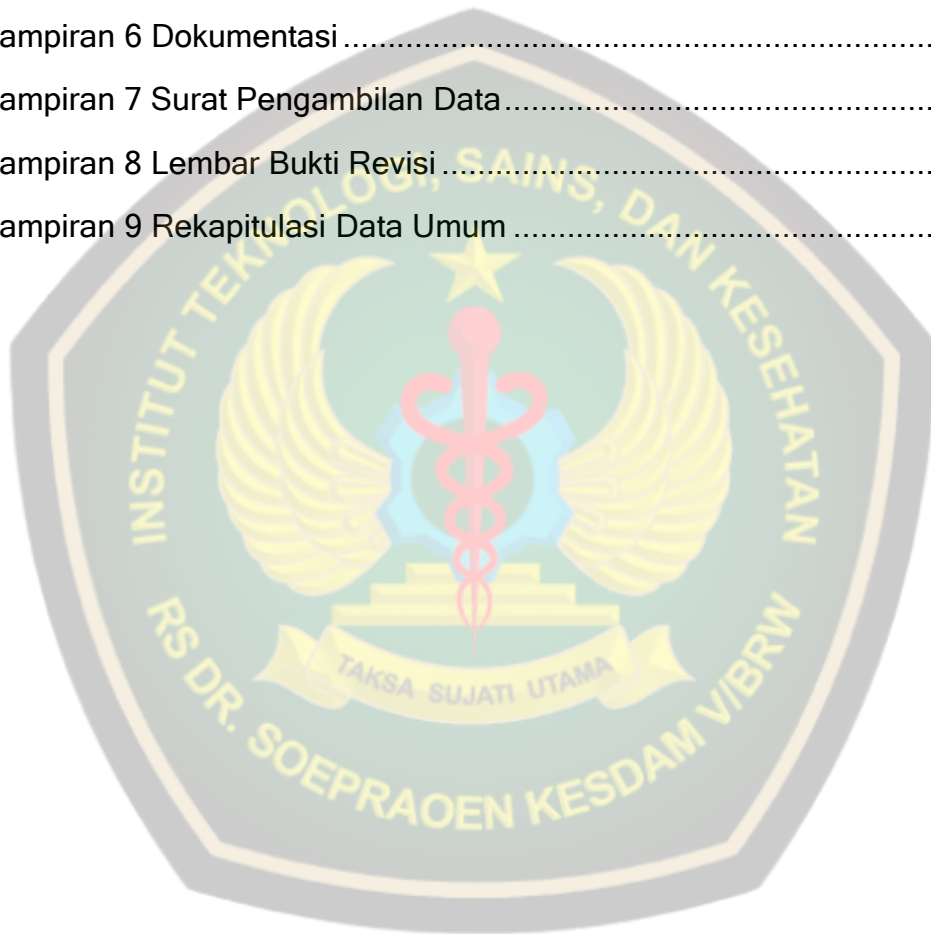 ampiran 6 Dokumentasi ..........................................................................
ampiran 7 Surat Pengambilan Data ....................................................
ampiran 8 Lembar Bukti Revisi ...........................................................
ampiran 9 Rekapitulasi Data Umum ...................................................
INSTITUT TEKNOLOGI, SAINS, DAN KESEHATAN
TAKSA SUJATI UTAMA
RS DR. SOEPRAOEN KESDAM V/BRW